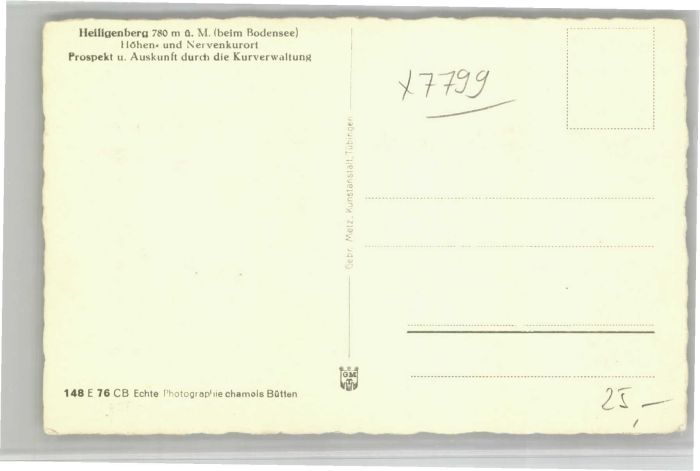 Heiligenberg 780 m ü. M. (beim Bodensee)
Höhen- und Nervenkurort
Prospekt u. Auskunft durch die Kurverwaltung
x7799
Gebr. Metz, Kunstanstalt, Tübingen
GM
148 E 76 CB Echte Photographie chamois Bütten
25,-